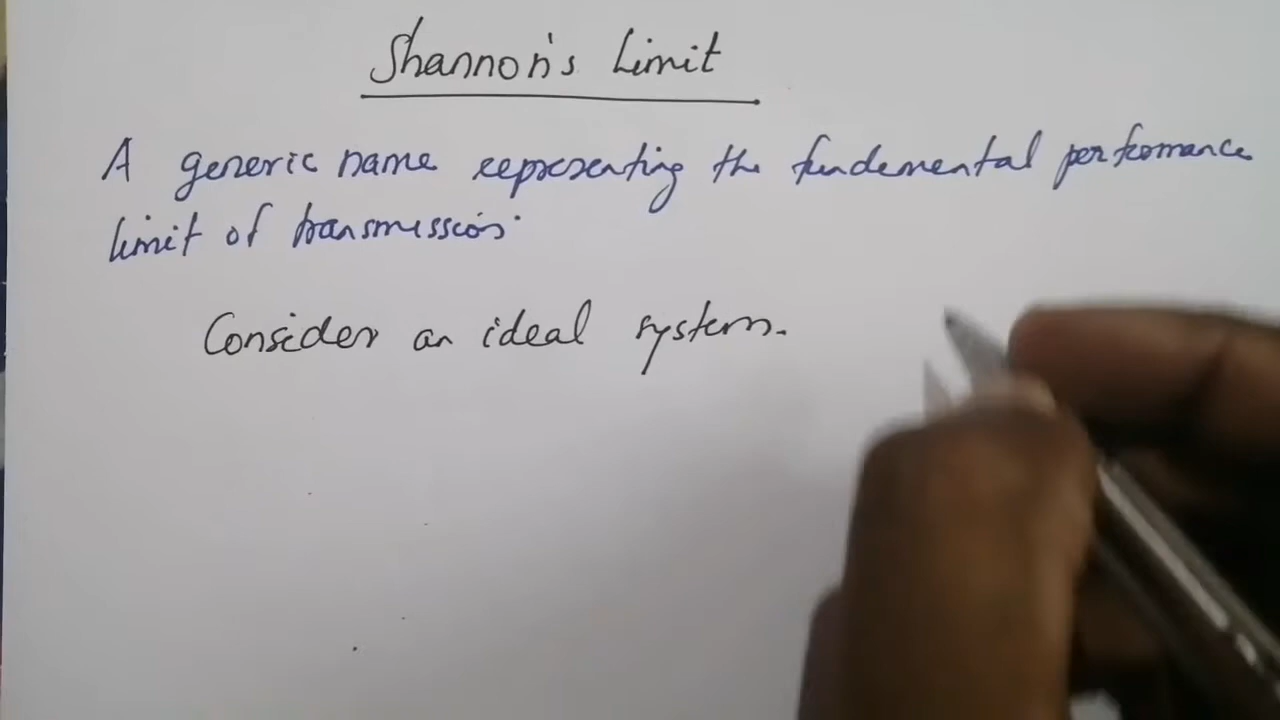 Shannon's Limit
A generic name representing the fundemental performance
limit of transmission.
Consider an ideal system.